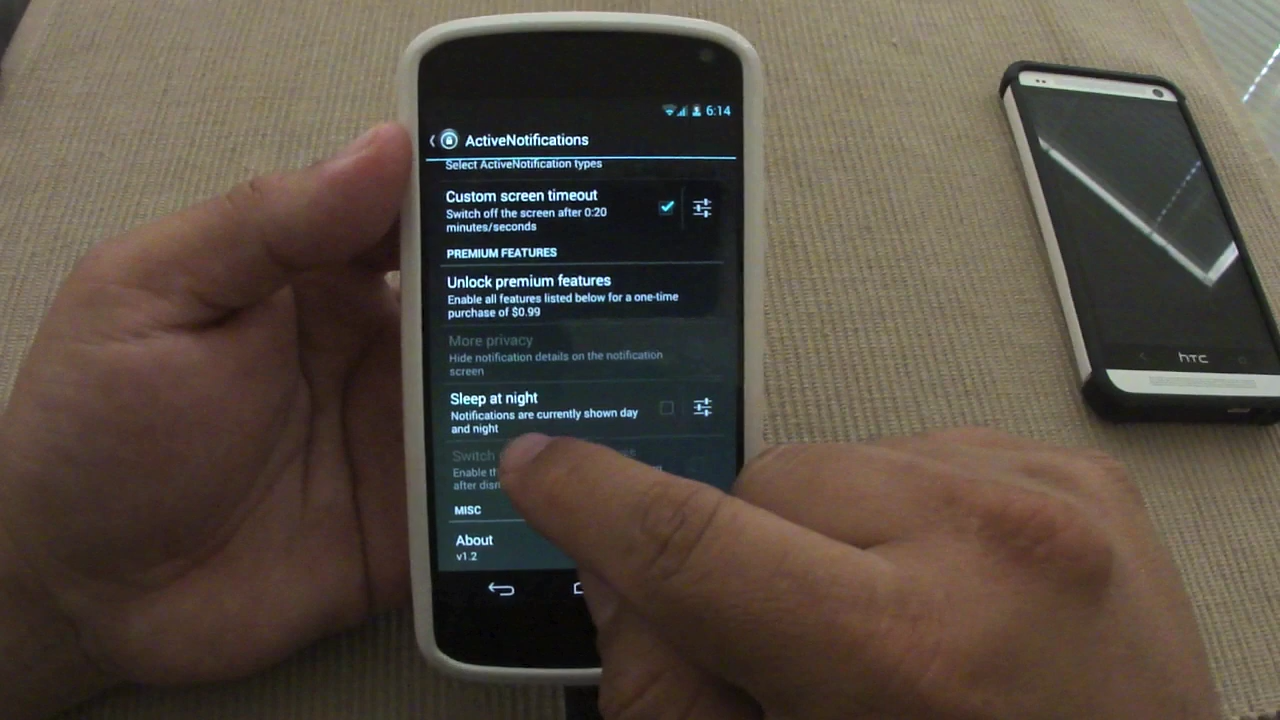 6:14
ActiveNotifications
Select ActiveNotification types
Custom screen timeout
Switch off the screen after 0:20
minutes/seconds
PREMIUM FEATURES
Unlock premium features
Enable all features listed below for a one-time
purchase of $0.99
More privacy
Hide notification details on the notification
screen
Sleep at night
Notifications are currently shown day
and night
Switch
Enable
after
MISC
About
v1.2
hTC